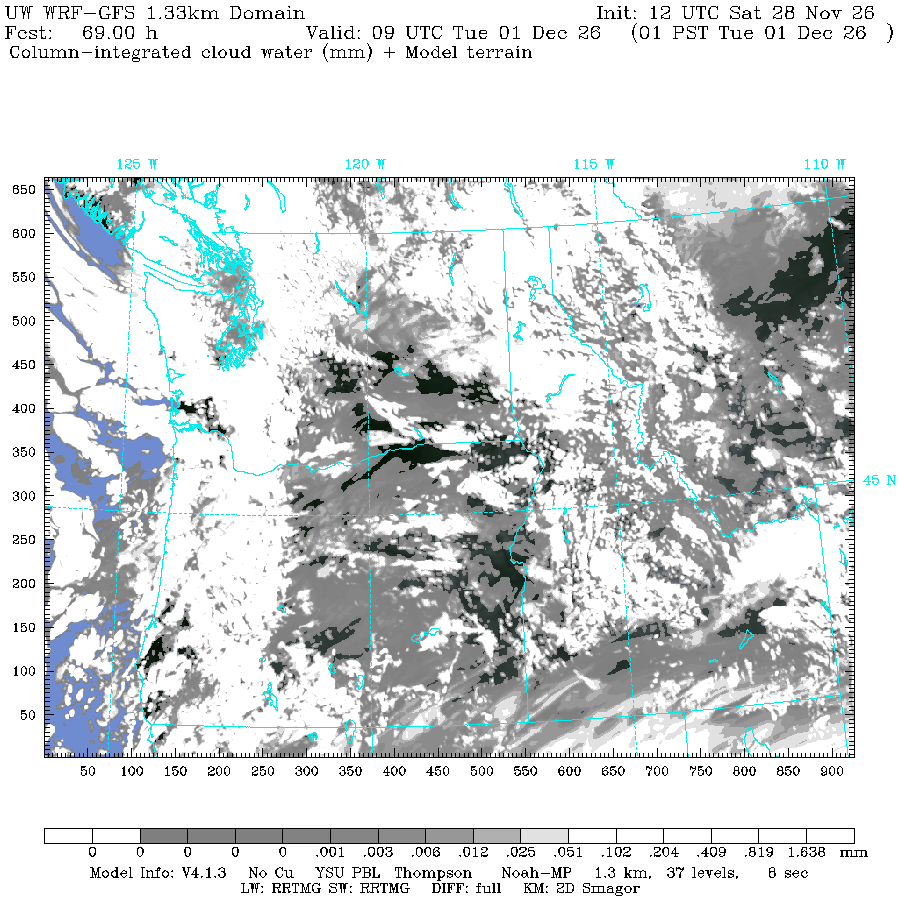 UW WRF-GFS 1.33km Domain Init: 12 UTC Sat 28 Nov 26
Fcst: 69.00 h Valid: 09 UTC Tue 01 Dec 26 (01 PST Tue 01 Dec 26 )
Column-integrated cloud water (mm) + Model terrain
125 W 120 W 115 W 110 W
650
600
550
500
450
400
350
45 N
300
250
200
150
100
50
50 100 150 200 250 300 350 400 450 500 550 600 650 700 750 800 850 900
0 0 0 0 0 .001 .003 .006 .012 .025 .051 .102 .204 .409 .819 1.638 mm
Model Info: V4.1.3 No Cu YSU PBL Thompson Noah-MP 1.3 km, 37 levels, 8 sec
LW: RRTMG SW: RRTMG DIFF: full KM: 2D Smagor